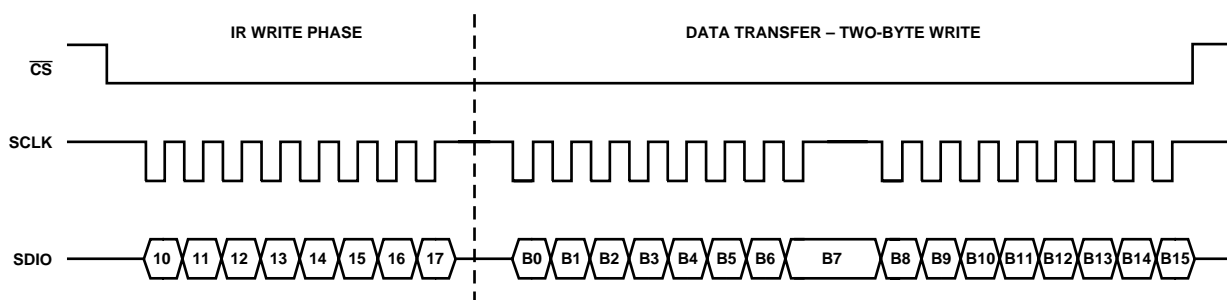 IR WRITE PHASE DATA TRANSFER – TWO-BYTE WRITE
CS
SCLK
SDIO 10 11 12 13 14 15 16 17 B0 B1 B2 B3 B4 B5 B6 B7 B8 B9 B10 B11 B12 B13 B14 B15